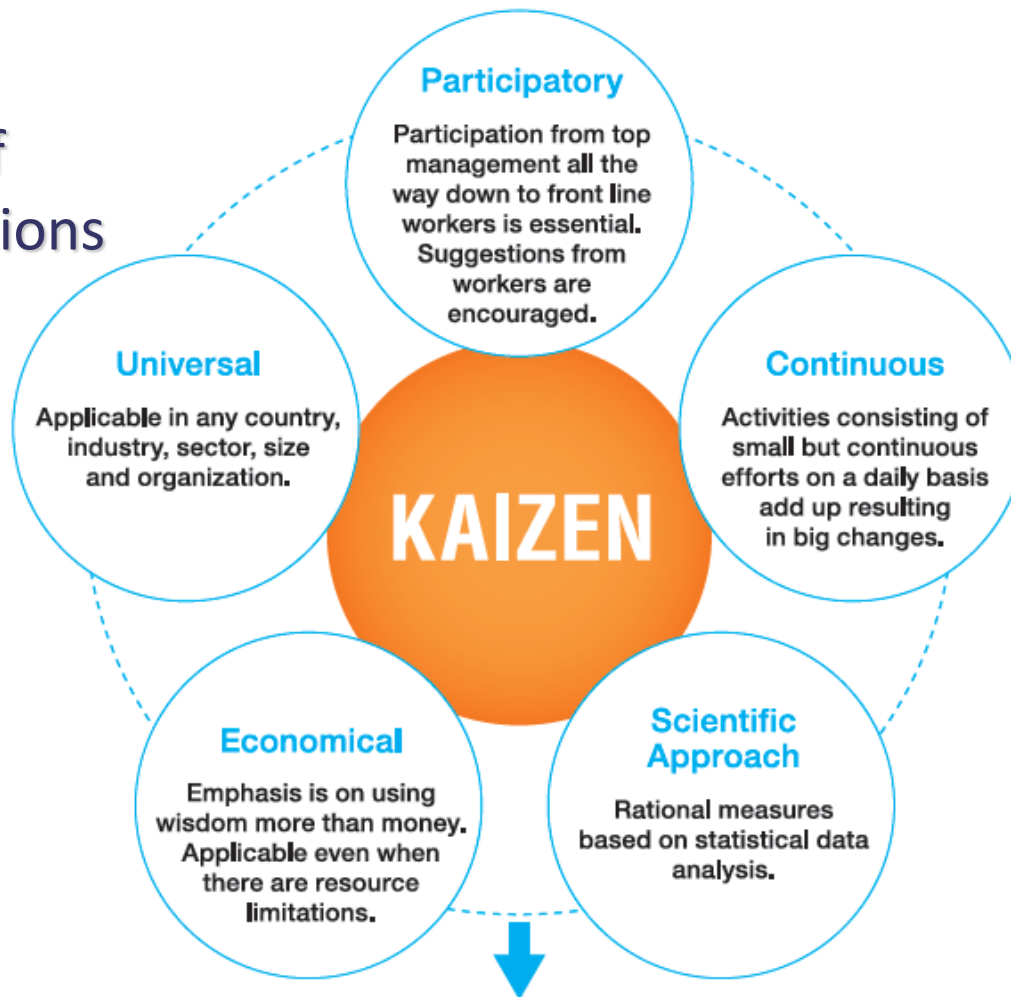 f
ions
Participatory
Participation from top
management all the
way down to front line
workers is essential.
Suggestions from
workers are
encouraged.
Universal
Applicable in any country,
industry, sector, size
and organization.
Continuous
Activities consisting of
small but continuous
efforts on a daily basis
add up resulting
in big changes.
KAIZEN
Economical
Emphasis is on using
wisdom more than money.
Applicable even when
there are resource
limitations.
Scientific
Approach
Rational measures
based on statistical data
analysis.